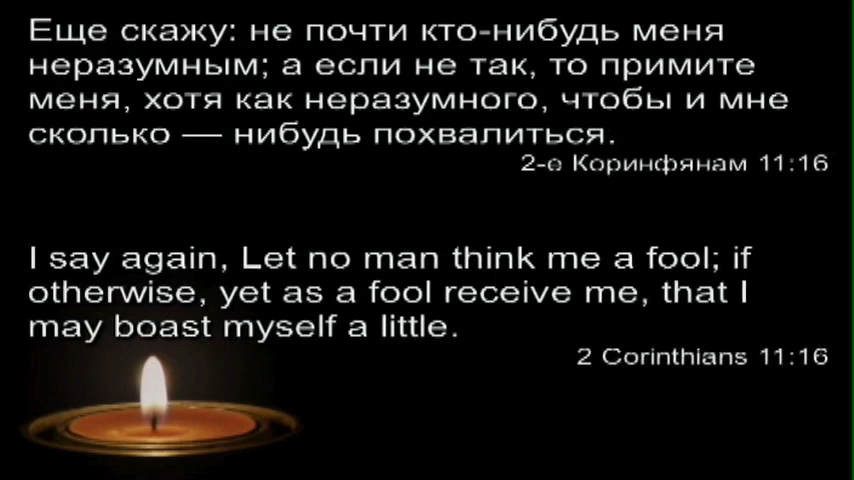 Еще скажу: не почти кто-нибудь меня
неразумным; а если не так, то примите
меня, хотя как неразумного, чтобы и мне
сколько — нибудь похвалиться.
2-е Коринфянам 11:16
I say again, Let no man think me a fool; if
otherwise, yet as a fool receive me, that I
may boast myself a little.
2 Corinthians 11:16